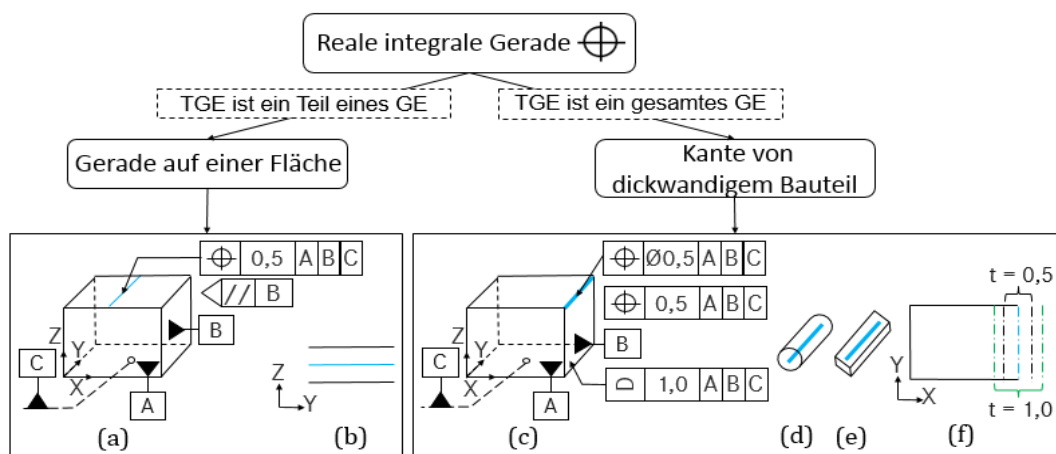 Reale integrale Gerade ⌖
TGE ist ein Teil eines GE
TGE ist ein gesamtes GE
Gerade auf einer Fläche
Kante von
dickwandigem Bauteil
⌖ 0,5 A B C
// B
B
C
A
Z
Y
X
Z
Y
(a)
(b)
⌖ Ø0,5 A B C
⌖ 0,5 A B C
B
⌓ 1,0 A B C
C
A
Z
Y
X
(c)
(d)
(e)
t = 0,5
Y
X
t = 1,0
(f)